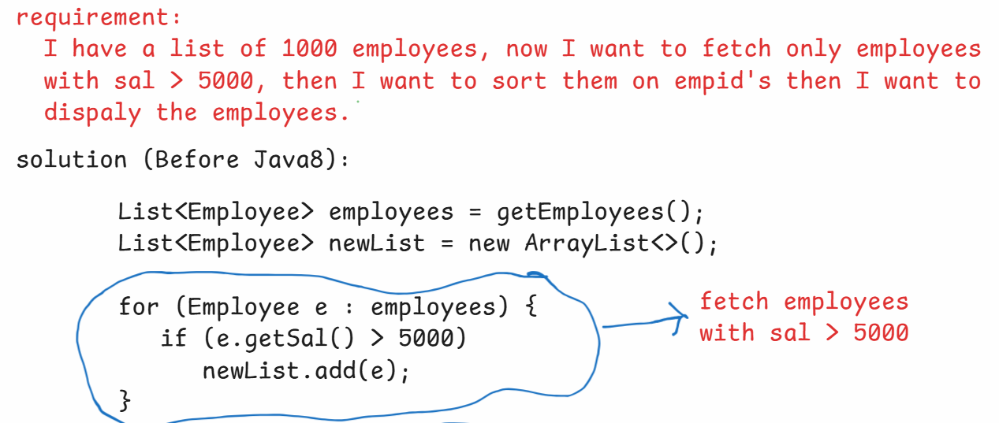 requirement:
I have a list of 1000 employees, now I want to fetch only employees
with sal > 5000, then I want to sort them on empid's then I want to
dispaly the employees.
solution (Before Java8):
List<Employee> employees = getEmployees();
List<Employee> newList = new ArrayList<>();
for (Employee e : employees) {
if (e.getSal() > 5000)
newList.add(e);
}
fetch employees
with sal > 5000